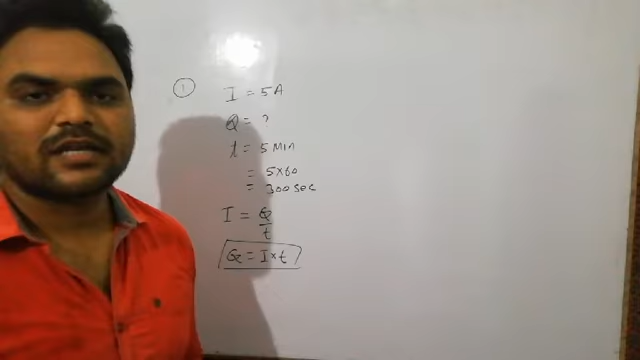 1
I = 5A
Q = ?
t = 5 Min
= 5×60
= 300 sec
I = Q/t
Q = I×t